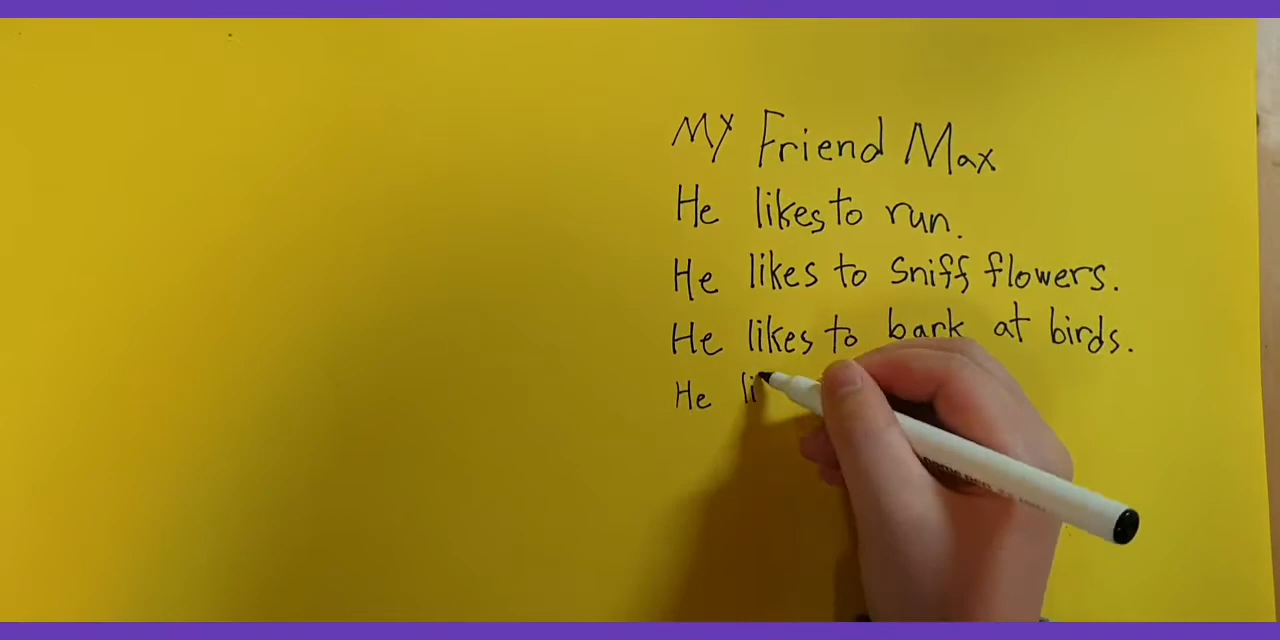 My Friend Max
He likes to run.
He likes to sniff flowers.
He likes to bark at birds.
He li